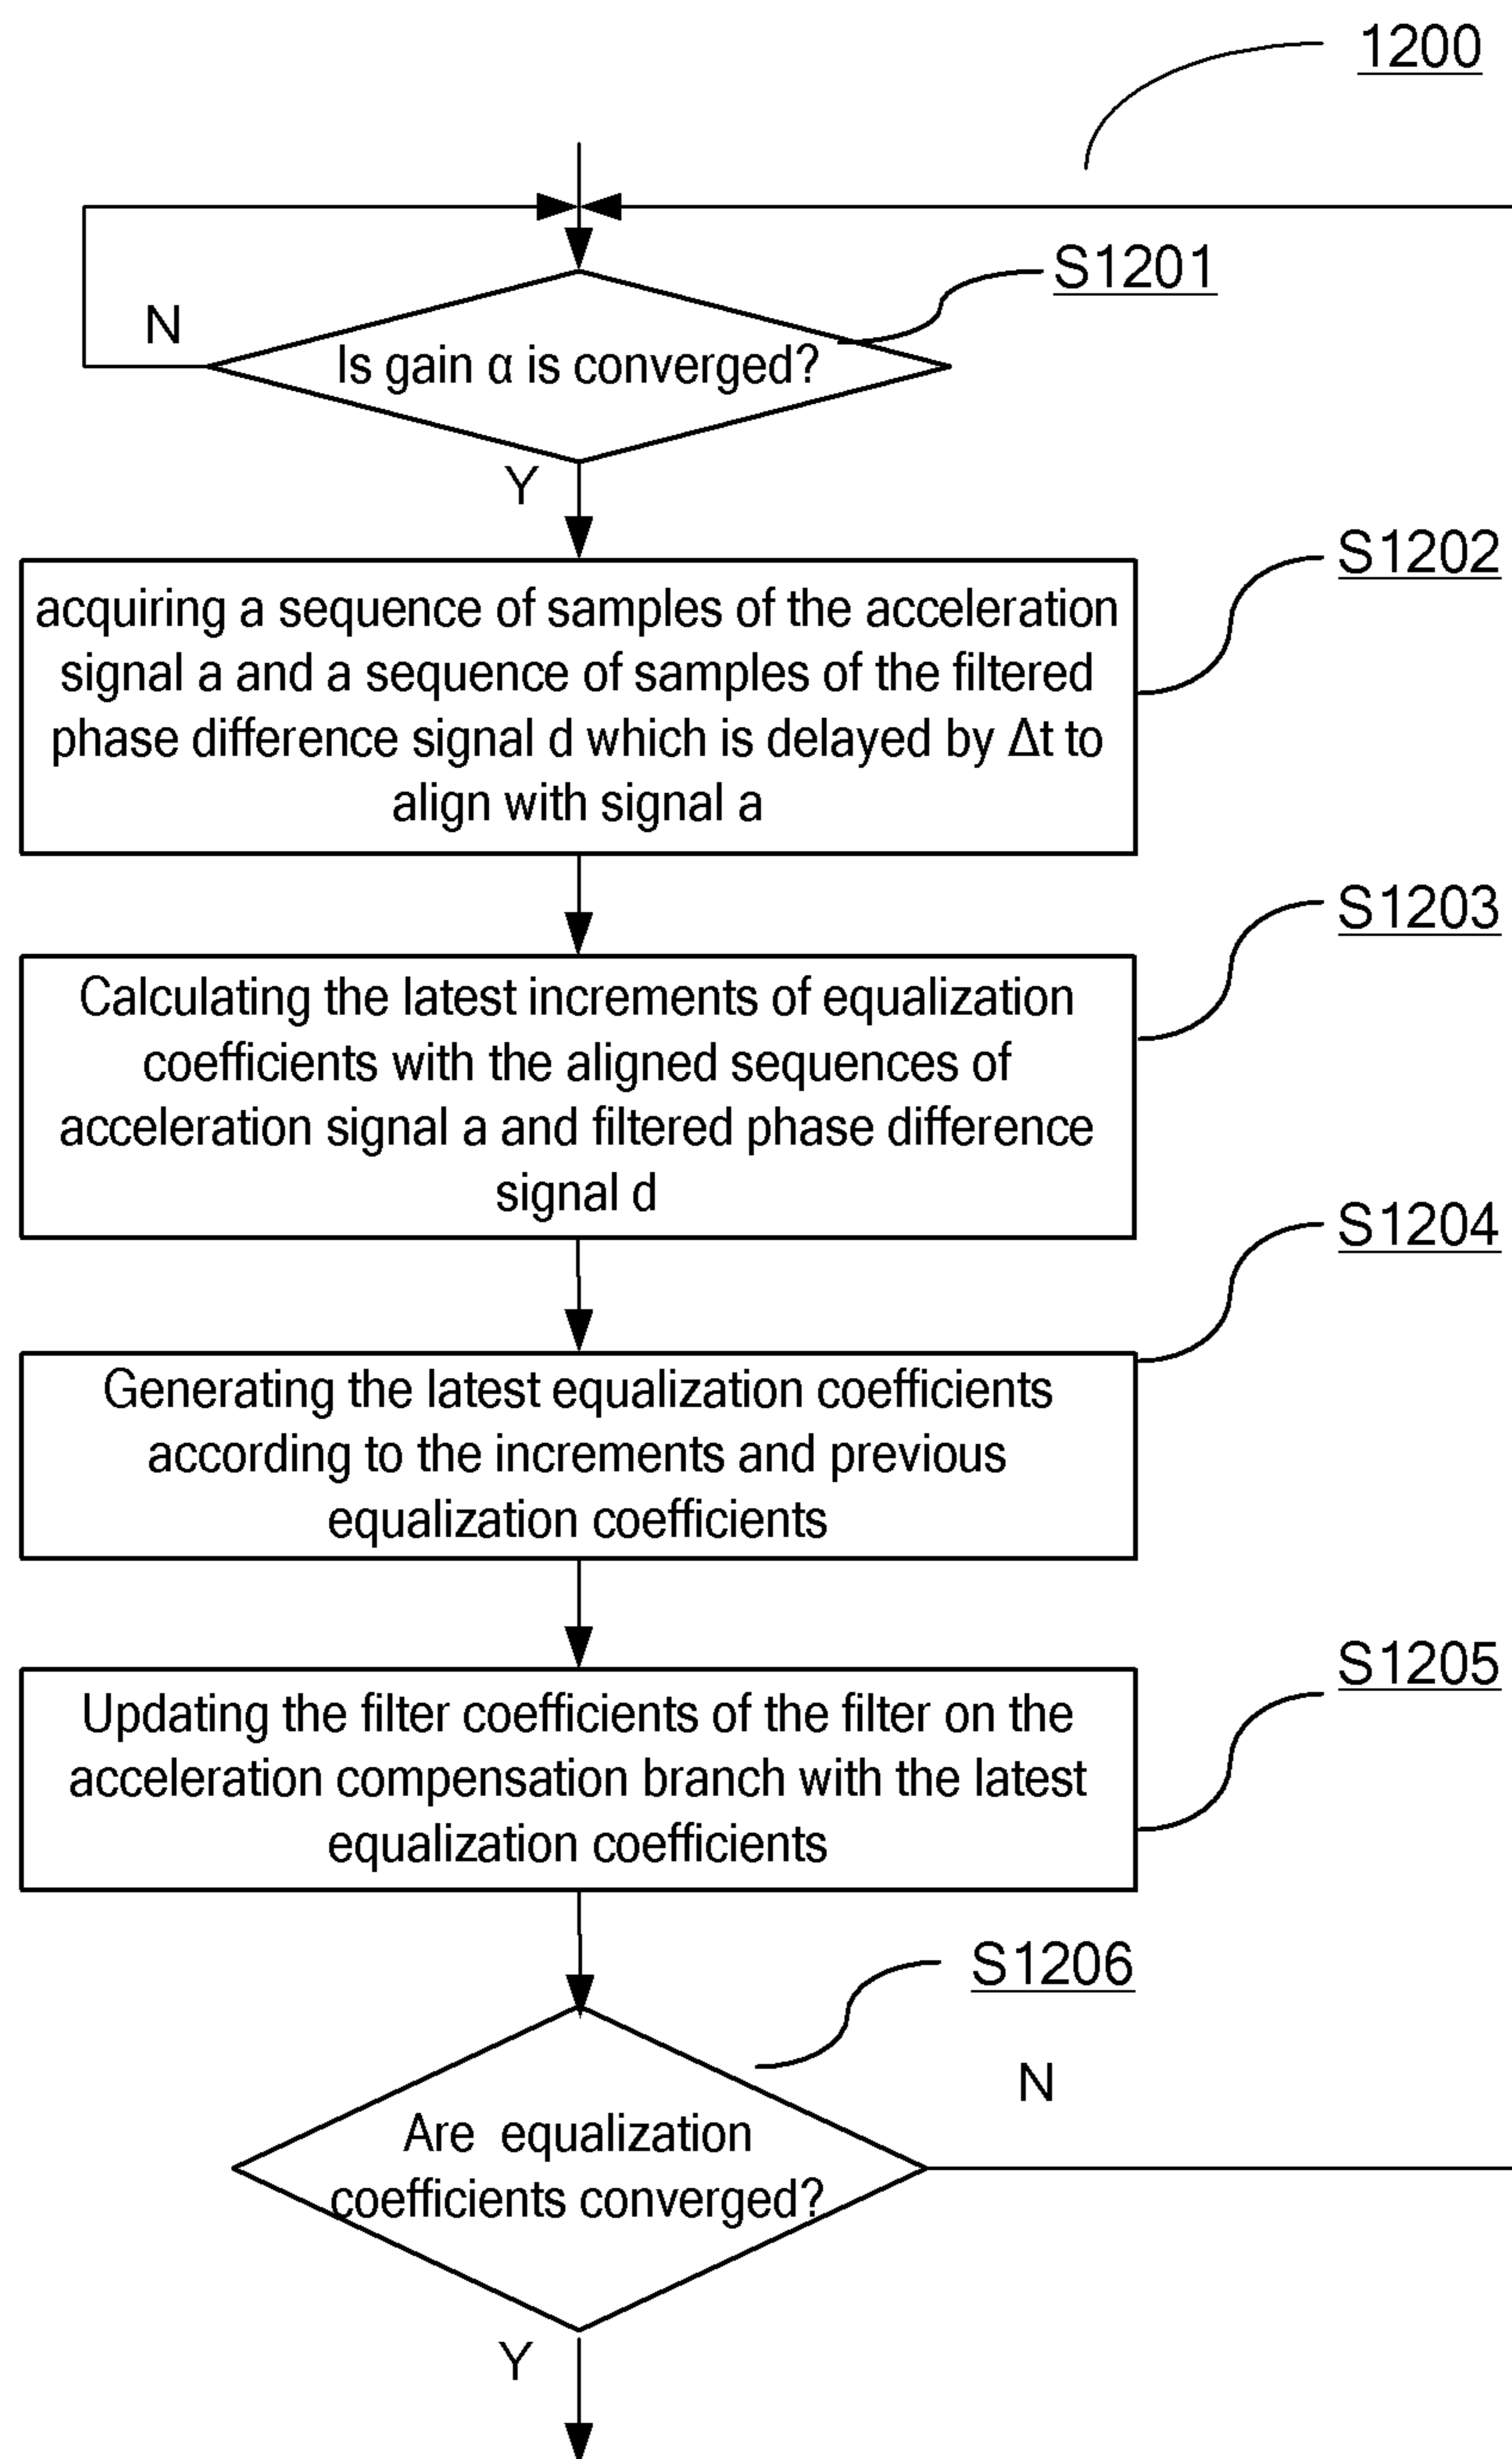 1200
S1201
N
Is gain α is converged?
Y
S1202
acquiring a sequence of samples of the acceleration
signal a and a sequence of samples of the filtered
phase difference signal d which is delayed by Δt to
align with signal a
S1203
Calculating the latest increments of equalization
coefficients with the aligned sequences of
acceleration signal a and filtered phase difference
signal d
S1204
Generating the latest equalization coefficients
according to the increments and previous
equalization coefficients
S1205
Updating the filter coefficients of the filter on the
acceleration compensation branch with the latest
equalization coefficients
S1206
N
Are equalization
coefficients converged?
Y